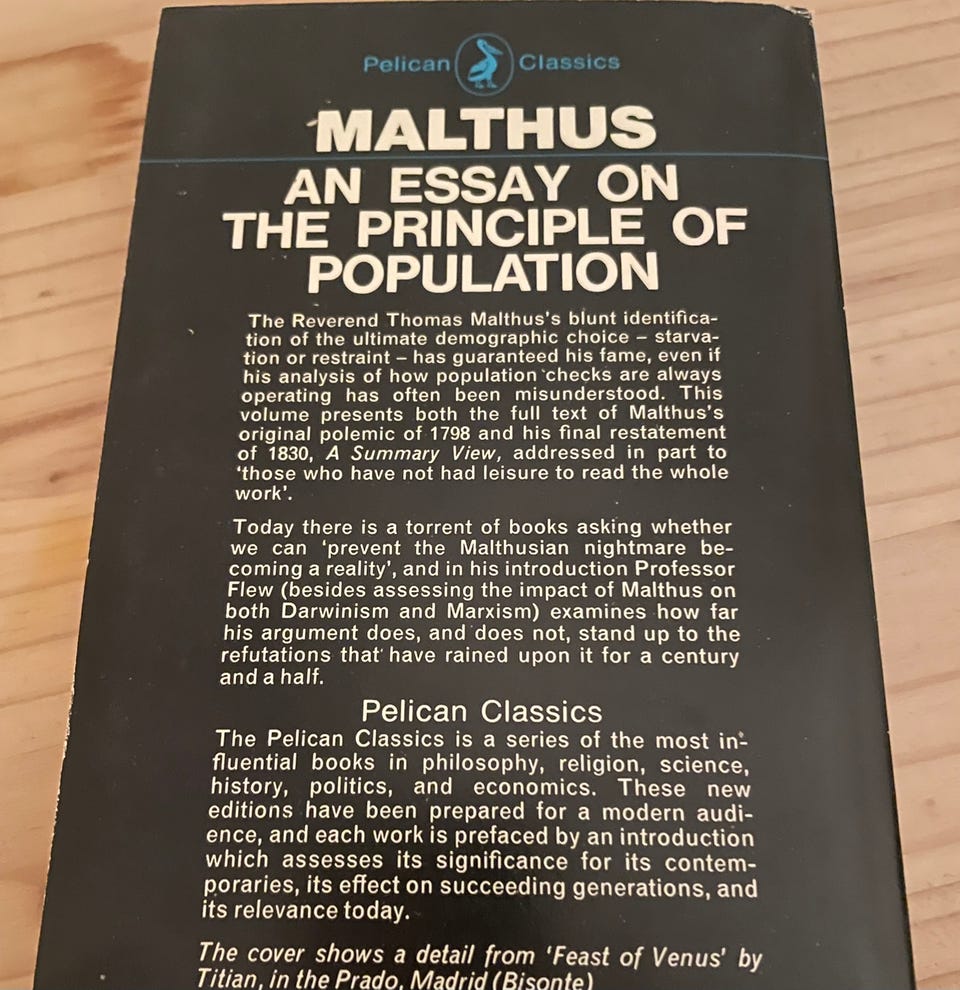 Pelican Classics
MALTHUS
AN ESSAY ON
THE PRINCIPLE OF
POPULATION
The Reverend Thomas Malthus's blunt identifica-
tion of the ultimate demographic choice – starva-
tion or restraint – has guaranteed his fame, even if
his analysis of how population checks are always
operating has often been misunderstood. This
volume presents both the full text of Malthus's
original polemic of 1798 and his final restatement
of 1830, A Summary View, addressed in part to
‘those who have not had leisure to read the whole
work’.
Today there is a torrent of books asking whether
we can ‘prevent the Malthusian nightmare be-
coming a reality’, and in his introduction Professor
Flew (besides assessing the impact of Malthus on
both Darwinism and Marxism) examines how far
his argument does, and does not, stand up to the
refutations that have rained upon it for a century
and a half.
Pelican Classics
The Pelican Classics is a series of the most in-
fluential books in philosophy, religion, science,
history, politics, and economics. These new
editions have been prepared for a modern audi-
ence, and each work is prefaced by an introduction
which assesses its significance for its contem-
poraries, its effect on succeeding generations, and
its relevance today.
The cover shows a detail from ‘Feast of Venus’ by
Titian, in the Prado, Madrid (Bisonte)